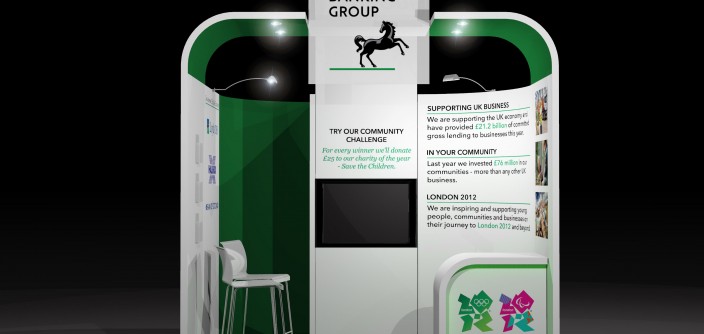 BANKING
GROUP
TRY OUR COMMUNITY
CHALLENGE
For every winner we'll donate
£25 to our charity of the year
- Save the Children.
SUPPORTING UK BUSINESS
We are supporting the UK economy and
have provided £21.2 billion of committed
gross lending to businesses this year.
IN YOUR COMMUNITY
Last year we invested £76 million in our
communities - more than any other UK
business.
LONDON 2012
We are inspiring and supporting young
people, communities and businesses on
their journey to London 2012 and beyond